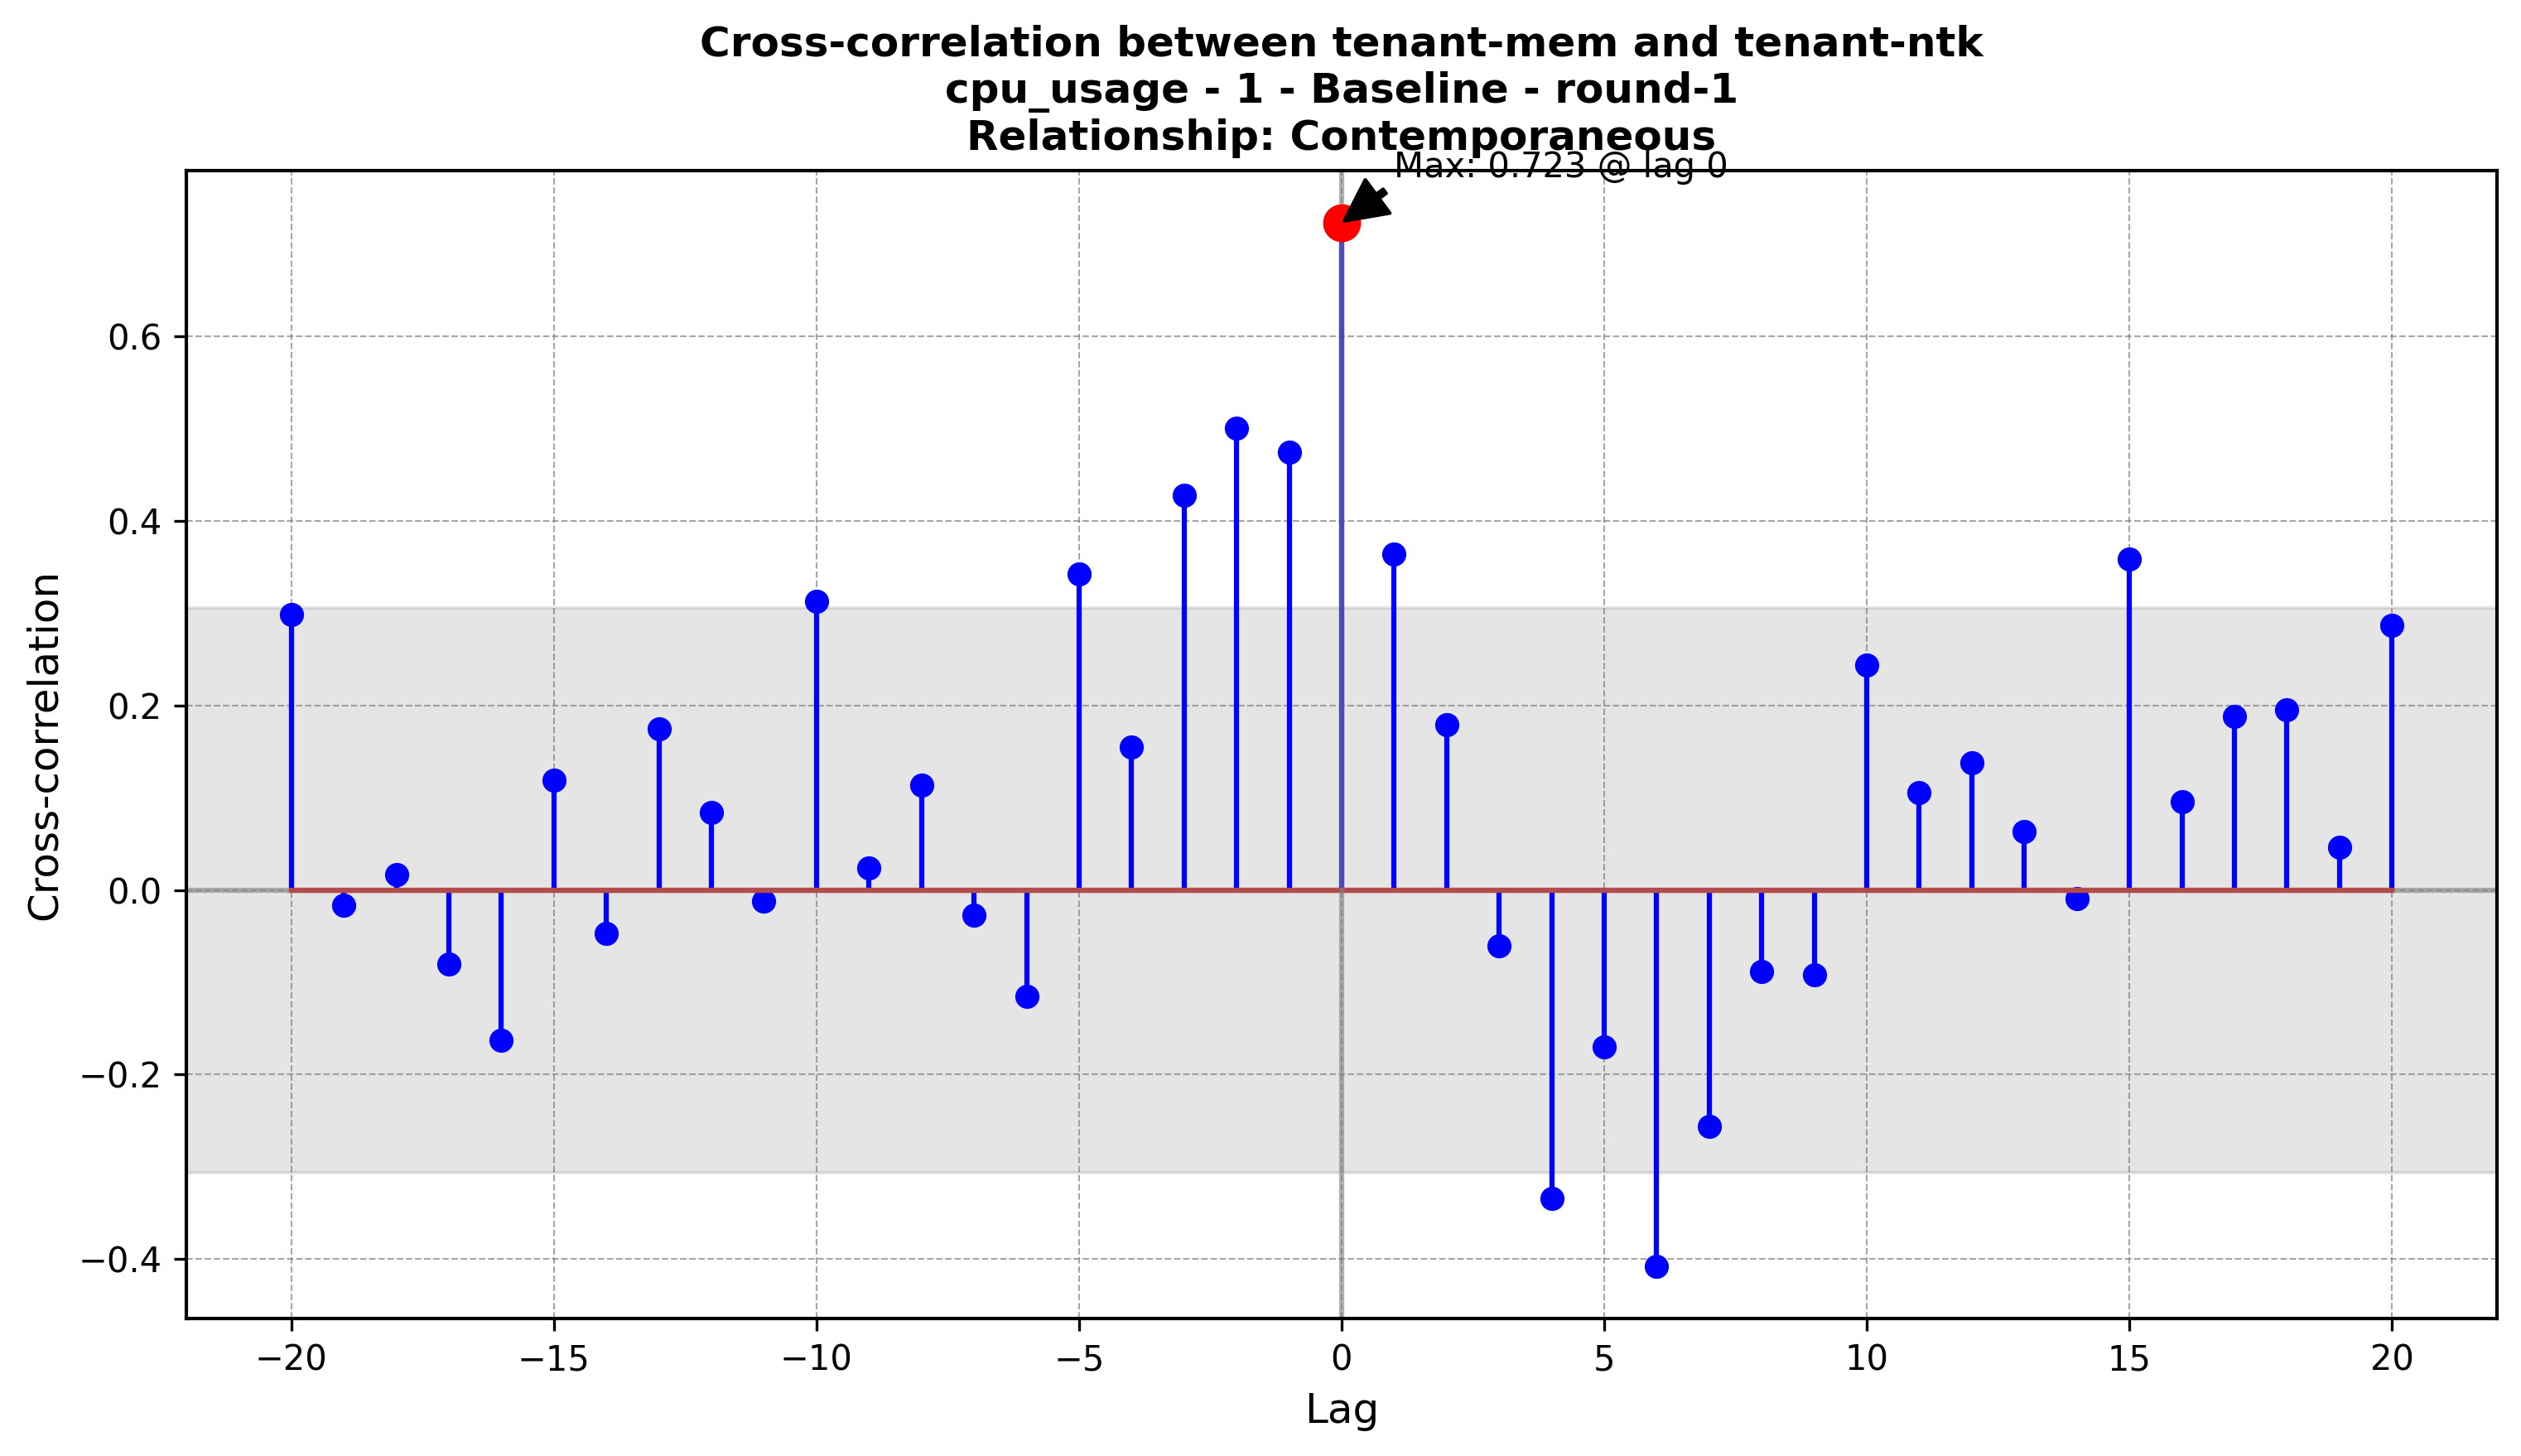 Cross-correlation between tenant-mem and tenant-ntk
cpu_usage - 1 - Baseline - round-1
Relationship: Contemporaneous
Max: 0.723 @ lag 0
0.6
0.4
0.2
0.0
−0.2
−0.4
Cross-correlation
−20
−15
−10
−5
0
5
10
15
20
Lag